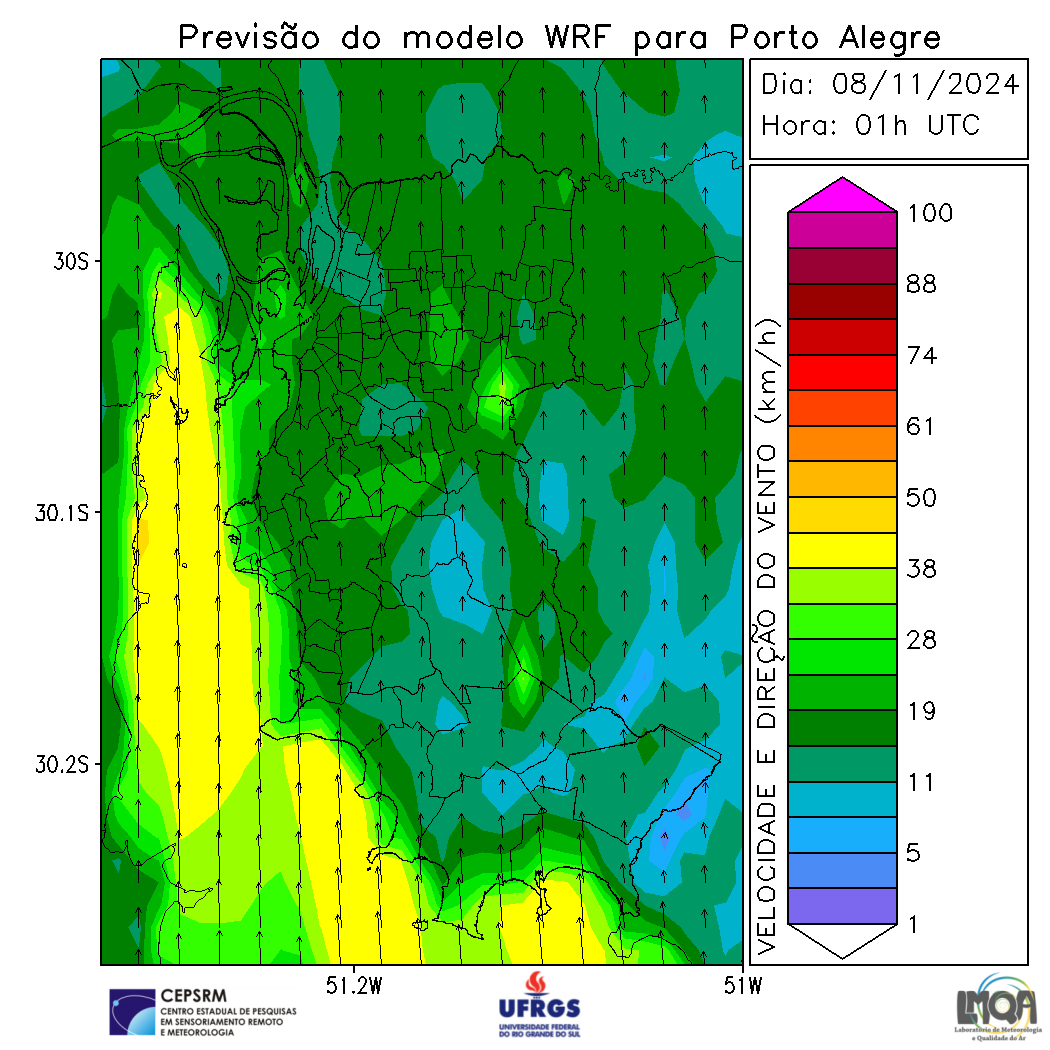 Previsão do modelo WRF para Porto Alegre
Dia: 08/11/2024
Hora: 01h UTC
30S
30.1S
30.2S
51.2W
51W
VELOCIDADE E DIREÇÃO DO VENTO (km/h)
100
88
74
61
50
38
28
19
11
5
1
CEPSRM
CENTRO ESTADUAL DE PESQUISAS
EM SENSORIAMENTO REMOTO
E METEOROLOGIA
UFRGS
UNIVERSIDADE FEDERAL
DO RIO GRANDE DO SUL
LMQA
Laboratório de Meteorologia
e Qualidade do Ar